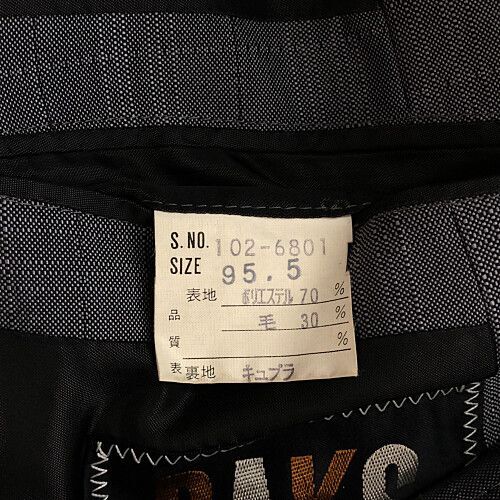 S. NO. 102-6801
SIZE 95.5
表地 ポリエステル 70 %
品 毛 30 %
質 %
表 裏地 キュプラ
DAKS